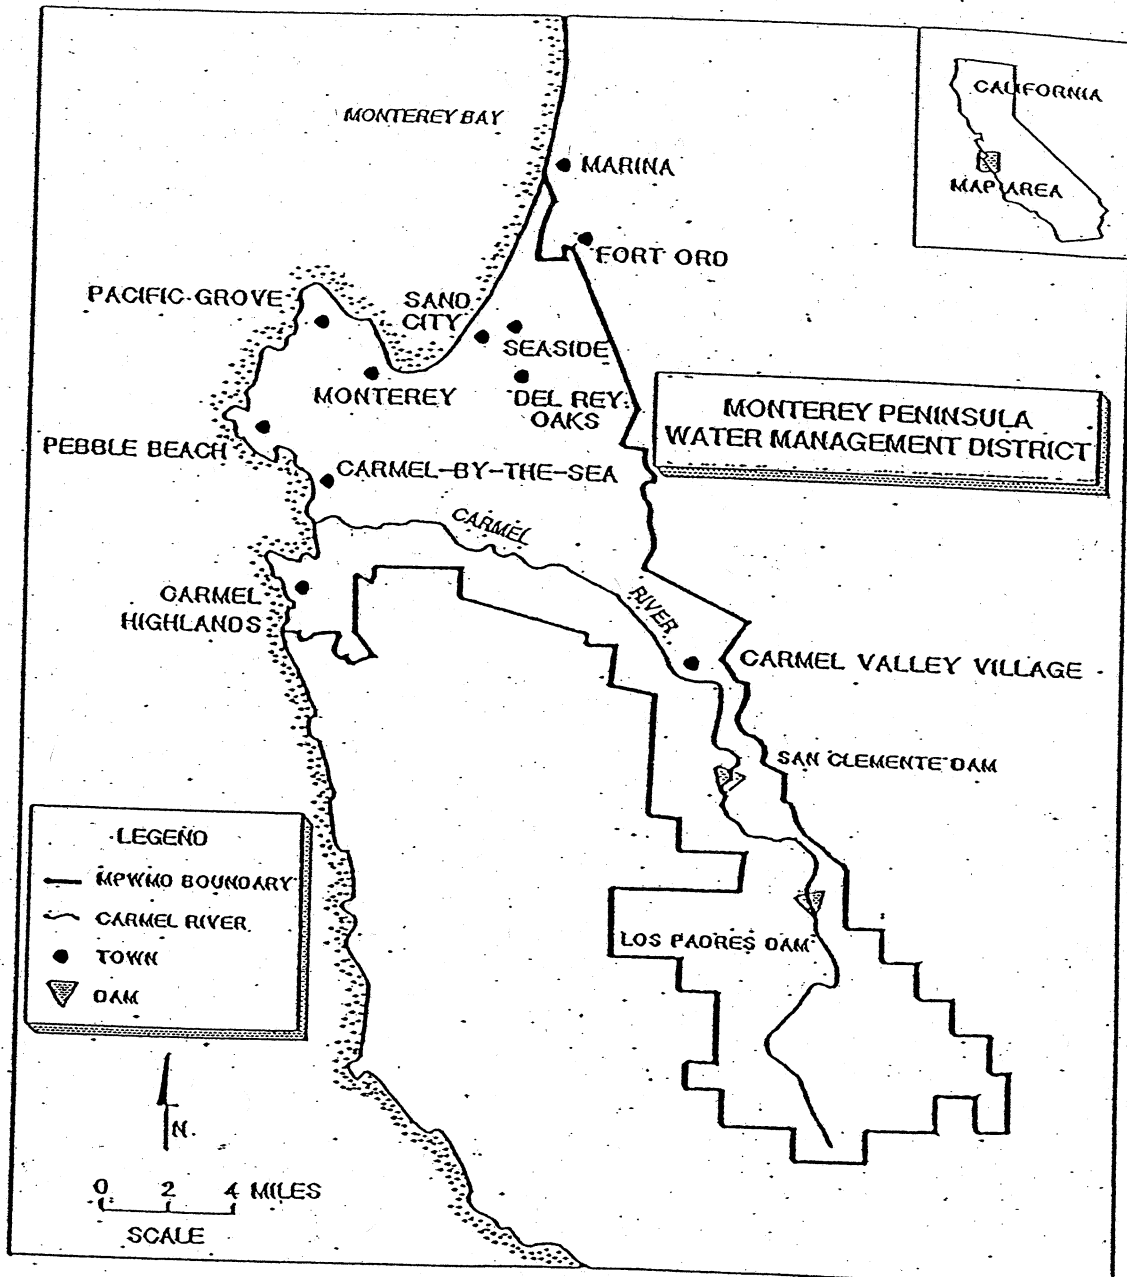 MONTEREY BAY
CALIFORNIA
MAP AREA
MARINA
FORT ORD
PACIFIC GROVE
SAND
CITY
SEASIDE
MONTEREY
DEL REY
OAKS
MONTEREY PENINSULA
WATER MANAGEMENT DISTRICT
PEBBLE BEACH
CARMEL-BY-THE-SEA
CARMEL
RIVER
CARMEL
HIGHLANDS
CARMEL VALLEY VILLAGE
SAN CLEMENTE DAM
LOS PADRES DAM
LEGEND
MPWMD BOUNDARY
CARMEL RIVER
TOWN
DAM
N
0 2 4 MILES
SCALE